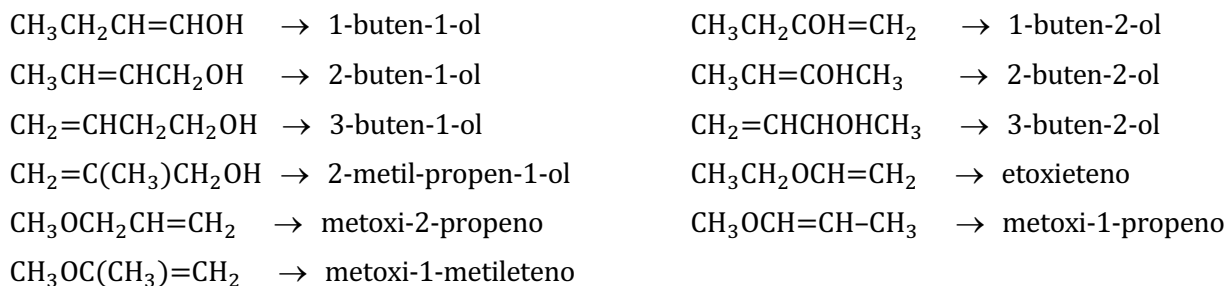 CH₃CH₂CH=CHOH → 1-buten-1-ol
CH₃CH₂COH=CH₂ → 1-buten-2-ol
CH₃CH=CHCH₂OH → 2-buten-1-ol
CH₃CH=COHCH₃ → 2-buten-2-ol
CH₂=CHCH₂CH₂OH → 3-buten-1-ol
CH₂=CHCHOHCH₃ → 3-buten-2-ol
CH₂=C(CH₃)CH₂OH → 2-metil-propen-1-ol
CH₃CH₂OCH=CH₂ → etoxieteno
CH₃OCH₂CH=CH₂ → metoxi-2-propeno
CH₃OCH=CH–CH₃ → metoxi-1-propeno
CH₃OC(CH₃)=CH₂ → metoxi-1-metileteno